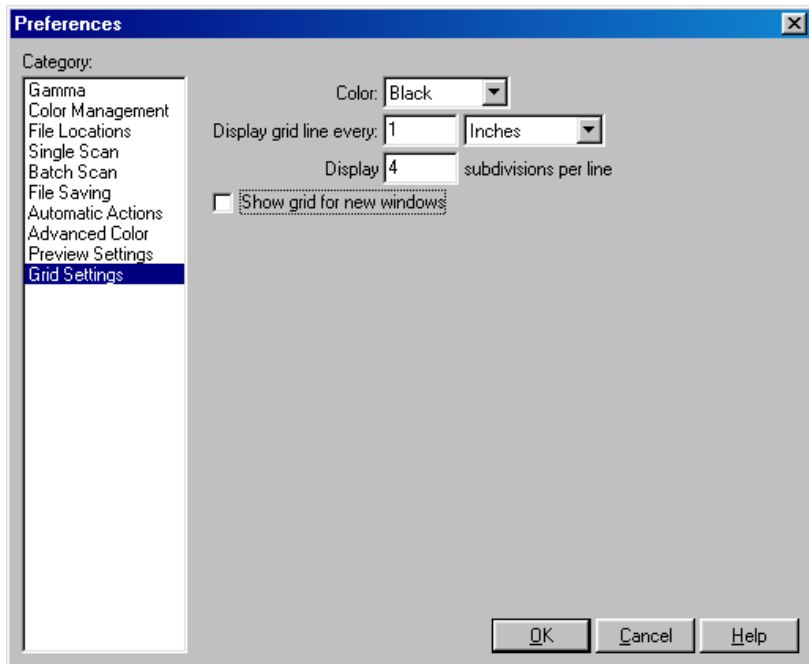 Preferences
Category:
Gamma
Color Management
File Locations
Single Scan
Batch Scan
File Saving
Automatic Actions
Advanced Color
Preview Settings
Grid Settings
Color: Black
Display grid line every: 1 Inches
Display 4 subdivisions per line
Show grid for new windows
OK Cancel Help